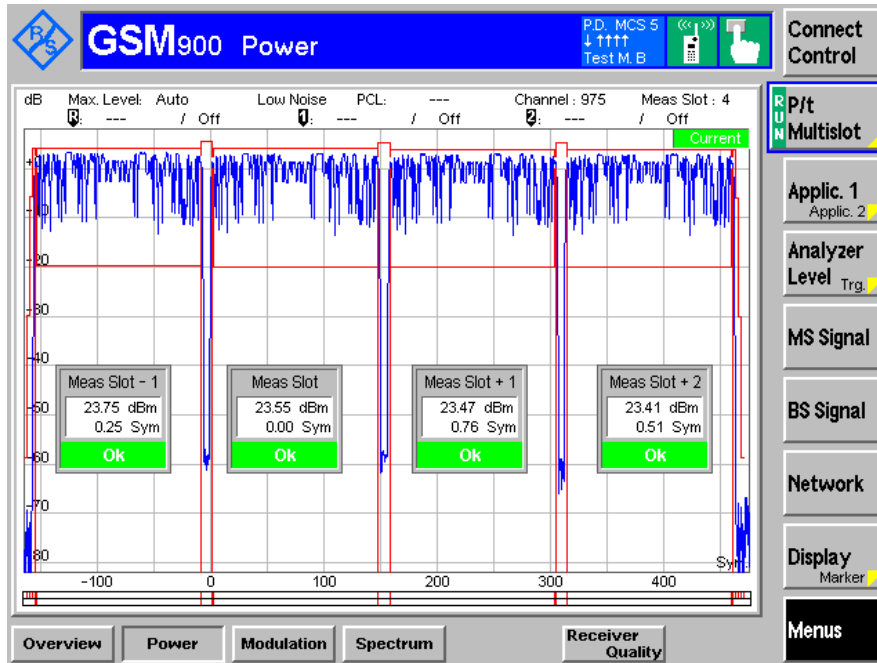 R/S
GSM900 Power
P.D. MCS 5
↓ ↑↑↑↑
Test M. B
Connect Control
dB Max. Level: Auto Low Noise PCL: --- Channel : 975 Meas Slot : 4
R: --- / Off 1: --- / Off 2: --- / Off
Current
RUN
P/t Multislot
Applic. 1
Applic. 2
Analyzer Level Trg.
MS Signal
BS Signal
Network
Display
Marker
Menus
-10
-20
-30
-40
-50
-60
-70
-80
Meas Slot - 1
23.75 dBm
0.25 Sym
Ok
Meas Slot
23.55 dBm
0.00 Sym
Ok
Meas Slot + 1
23.47 dBm
0.76 Sym
Ok
Meas Slot + 2
23.41 dBm
0.51 Sym
Ok
-100 0 100 200 300 400
Overview Power Modulation Spectrum Receiver Quality